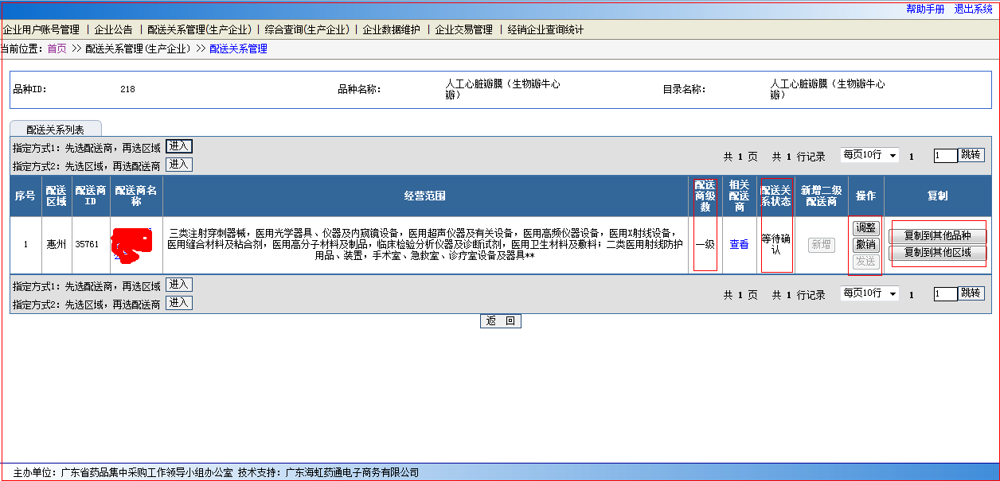 帮助手册 退出系统
企业用户账号管理 | 企业公告 | 配送关系管理(生产企业) | 综合查询(生产企业) | 企业数据维护 | 企业交易管理 | 经销企业查询统计
当前位置: 首页 >> 配送关系管理(生产企业) >> 配送关系管理
品种ID: 218 品种名称: 人工心脏瓣膜（生物瓣牛心
瓣） 目录名称: 人工心脏瓣膜（生物瓣牛心
瓣）
配送关系列表
指定方式1: 先选配送商，再选区域 进入
指定方式2: 先选区域，再选配送商 进入
共 1 页 共 1 行记录 每页10行 1 1 跳转
序号 配送
区域 配送商
ID 配送商名
称 经营范围 配送
商级
数 相关
配送
商 配送关
系状态 新增二级
配送商 操作 复制
1 惠州 35761
三类注射穿刺器械，医用光学器具、仪器及内窥镜设备，医用超声仪器及有关设备，医用高频仪器设备，医用X射线设备，
医用缝合材料及粘合剂，医用高分子材料及制品，临床检验分析仪器及诊断试剂，医用卫生材料及敷料；二类医用射线防护
用品、装置，手术室、急救室、诊疗室设备及器具**
一级 查看 等待确
认 新增 调整
撤销
发送
复制到其他品种
复制到其他区域
指定方式1: 先选配送商，再选区域 进入
指定方式2: 先选区域，再选配送商 进入
共 1 页 共 1 行记录 每页10行 1 1 跳转
返 回
主办单位: 广东省药品集中采购工作领导小组办公室 技术支持: 广东海虹药通电子商务有限公司